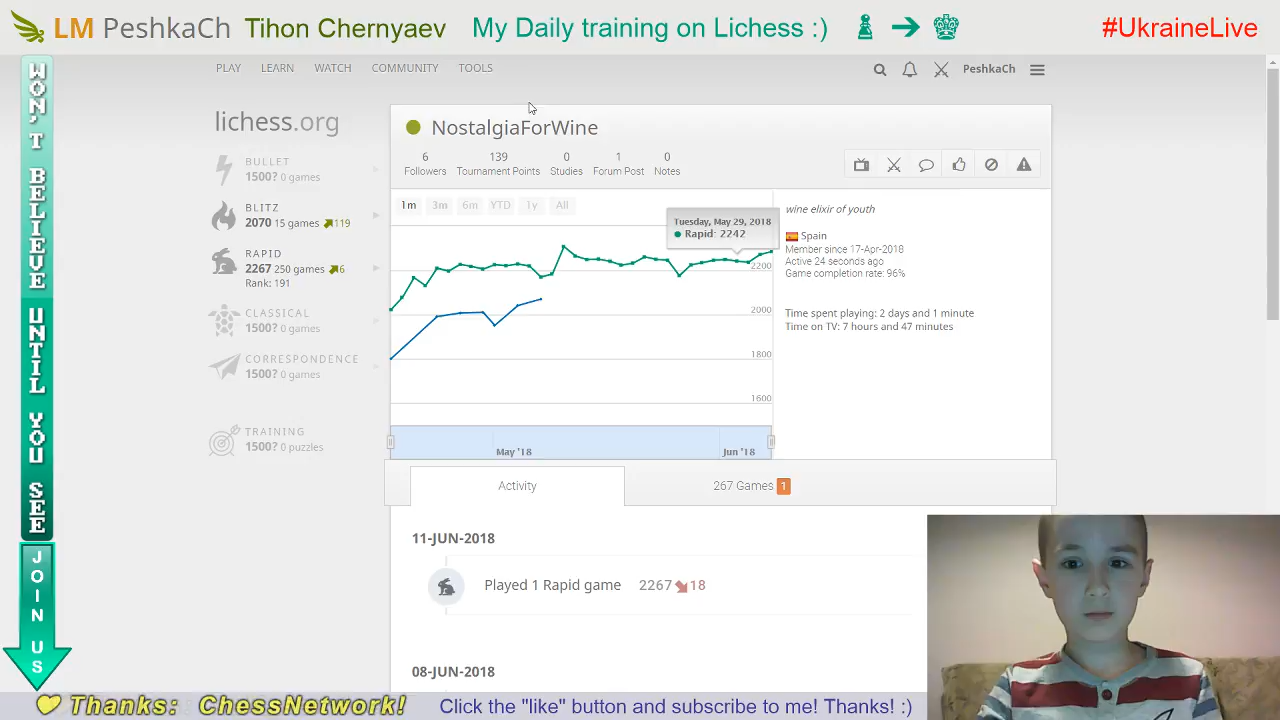 LM PeshkaCh Tihon Chernyaev My Daily training on Lichess :) #UkraineLive
WON'T BELIEVE UNTIL YOU SEE
JOIN US
PLAY LEARN WATCH COMMUNITY TOOLS PeshkaCh
lichess.org
BULLET
1500? 0 games
BLITZ
2070 15 games 119
RAPID
2267 250 games 6
Rank: 191
CLASSICAL
1500? 0 games
CORRESPONDENCE
1500? 0 games
TRAINING
1500? 0 puzzles
NostalgiaForWine
6 139 0 1 0
Followers Tournament Points Studies Forum Post Notes
1m 3m 6m YTD 1y All
Tuesday, May 29, 2018
Rapid: 2242
2200
2000
1800
1600
May '18 Jun '18
wine elixir of youth
Spain
Member since 17-Apr-2018
Active 24 seconds ago
Game completion rate: 96%
Time spent playing: 2 days and 1 minute
Time on TV: 7 hours and 47 minutes
Activity 267 Games 1
11-JUN-2018
Played 1 Rapid game 2267 18
08-JUN-2018
Thanks: ChessNetwork! Click the "like" button and subscribe to me! Thanks! :)